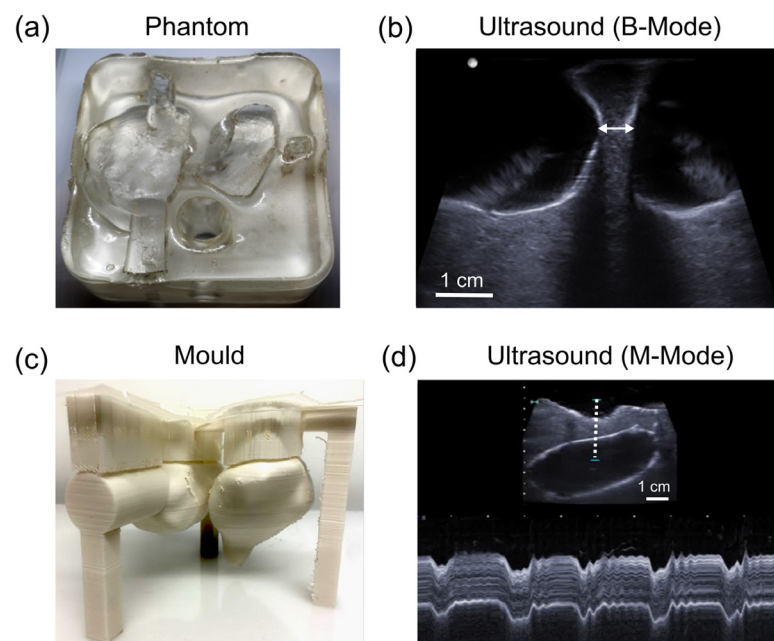 (a) Phantom
(b) Ultrasound (B-Mode)
1 cm
(c) Mould
(d) Ultrasound (M-Mode)
1 cm